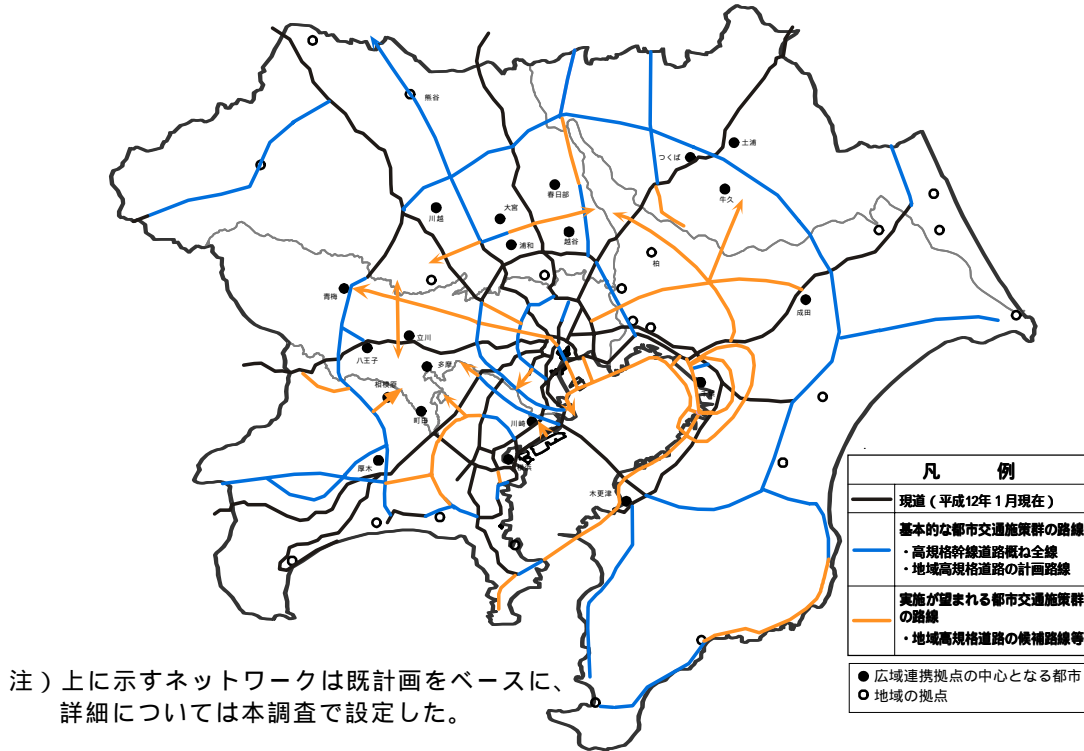 熊谷
土浦
つくば
春日部
牛久
大宮
川越
越谷
浦和
柏
青梅
成田
立川
八王子
多摩
相模原
町田
川崎
厚木
横浜
木更津
凡 例
現道（平成12年１月現在）
基本的な都市交通施策群の路線
・高規格幹線道路概ね全線
・地域高規格道路の計画路線
実施が望まれる都市交通施策群
の路線
・地域高規格道路の候補路線等
●広域連携拠点の中心となる都市
○地域の拠点
注）上に示すネットワークは既計画をベースに、
詳細については本調査で設定した。